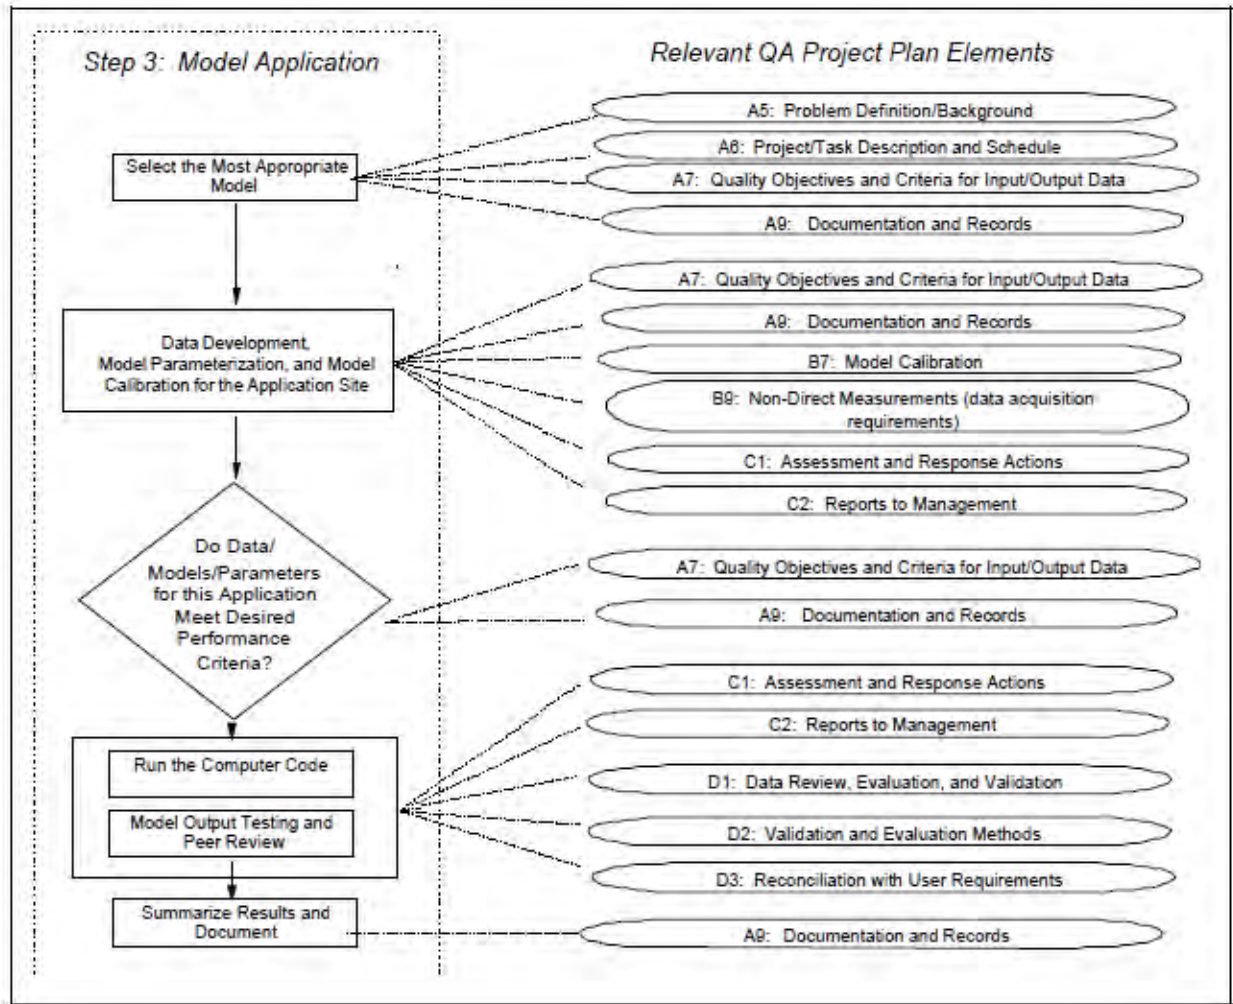 Step 3: Model Application
Relevant QA Project Plan Elements
Select the Most Appropriate
Model
A5: Problem Definition/Background
A6: Project/Task Description and Schedule
A7: Quality Objectives and Criteria for Input/Output Data
A9: Documentation and Records
Data Development,
Model Parameterization, and Model
Calibration for the Application Site
A7: Quality Objectives and Criteria for Input/Output Data
A9: Documentation and Records
B7: Model Calibration
B9: Non-Direct Measurements (data acquisition
requirements)
C1: Assessment and Response Actions
C2: Reports to Management
Do Data/
Models/Parameters
for this Application
Meet Desired
Performance
Criteria?
A7: Quality Objectives and Criteria for Input/Output Data
A9: Documentation and Records
Run the Computer Code
Model Output Testing and
Peer Review
C1: Assessment and Response Actions
C2: Reports to Management
D1: Data Review, Evaluation, and Validation
D2: Validation and Evaluation Methods
D3: Reconciliation with User Requirements
Summarize Results and
Document
A9: Documentation and Records